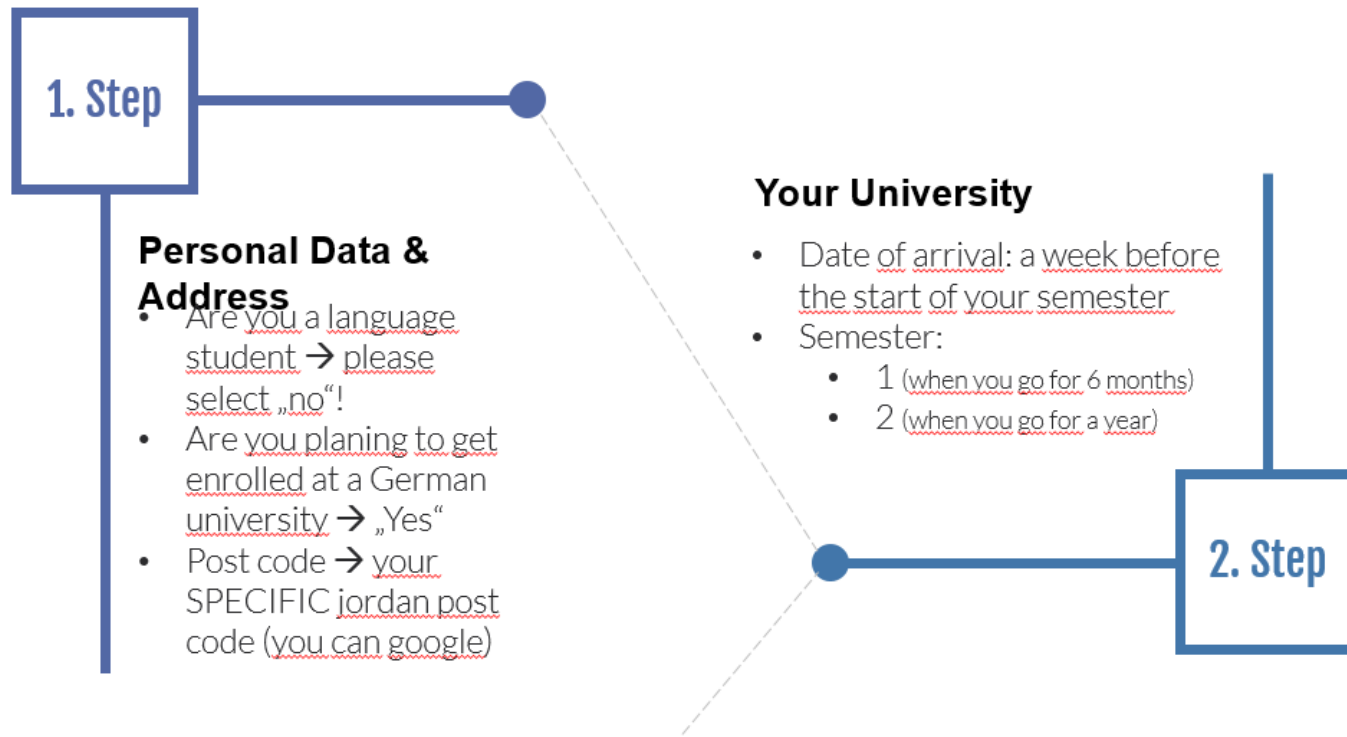 1. Step
Personal Data &
Address
• Are you a language
student → please
select „no“!
• Are you planing to get
enrolled at a German
university → „Yes“
• Post code → your
SPECIFIC jordan post
code (you can google)
Your University
• Date of arrival: a week before
the start of your semester
• Semester:
• 1 (when you go for 6 months)
• 2 (when you go for a year)
2. Step